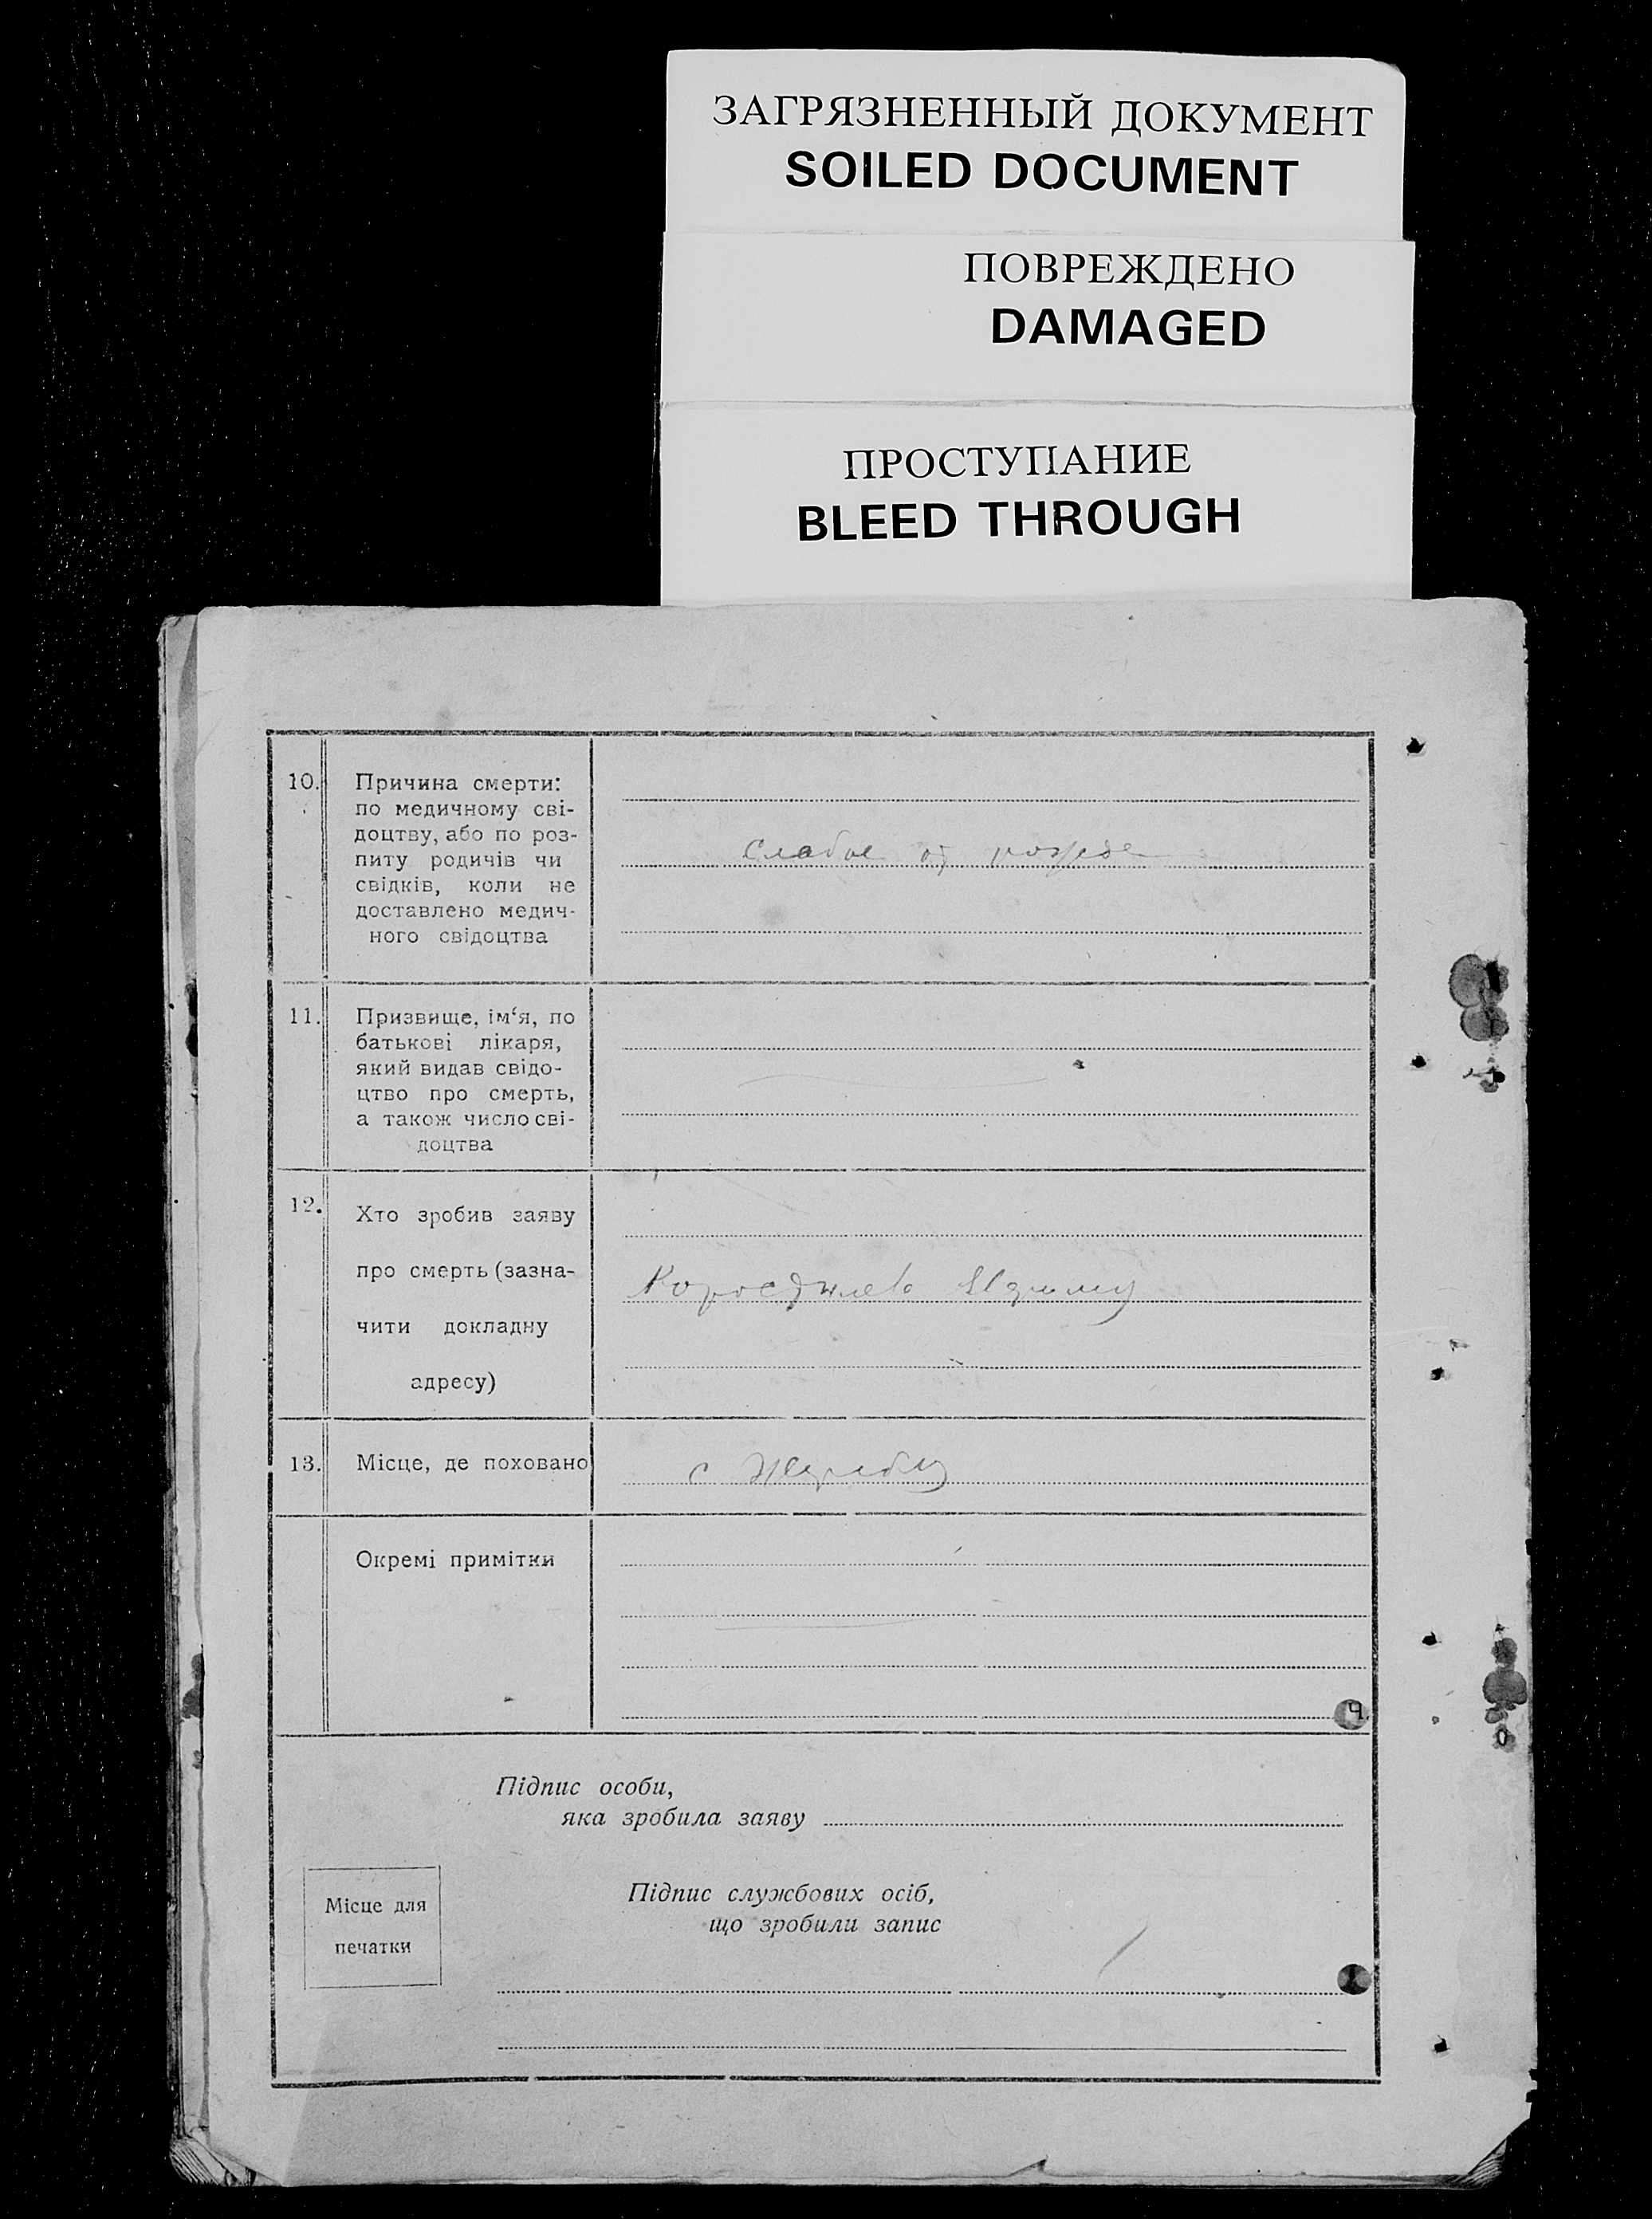 ЗАГРЯЗНЕННЫЙ ДОКУМЕНТ
SOILED DOCUMENT
ПОВРЕЖДЕНО
DAMAGED
ПРОСТУПАНИЕ
BLEED THROUGH
10. Причина смерти:
по медичному сві-
доцтву, або по роз-
питу родичів чи
свідків, коли не
доставлено медич-
ного свідоцтва
Слабое от
11. Призвище, ім‘я, по
батькові лікаря,
який видав свідо-
цтво про смерть,
а також число сві-
доцтва
12. Хто зробив заяву
про смерть (зазна-
чити докладну
адресу)
13. Місце, де поховано
с
Окремі примітки
Ч.
Підпис особи,
яка зробила заяву
Місце для
печатки
Підпис службових осіб,
що зробили запис